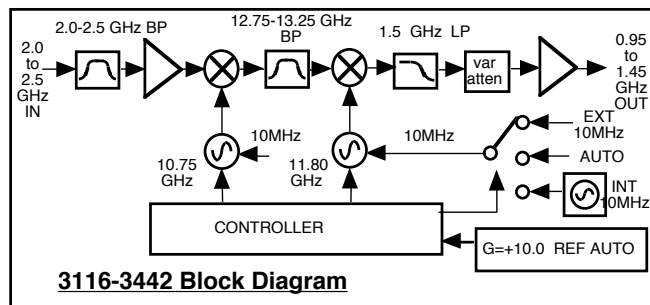 2.0-2.5 GHz BP
12.75-13.25 GHz
BP
1.5 GHz LP
2.0
to
2.5
GHz
IN
var
atten
0.95
to
1.45
GHz
OUT
10MHz
10.75
GHz
11.80
GHz
10MHz
EXT
10MHz
AUTO
INT
10MHz
CONTROLLER
G=+10.0 REF AUTO
3116-3442 Block Diagram